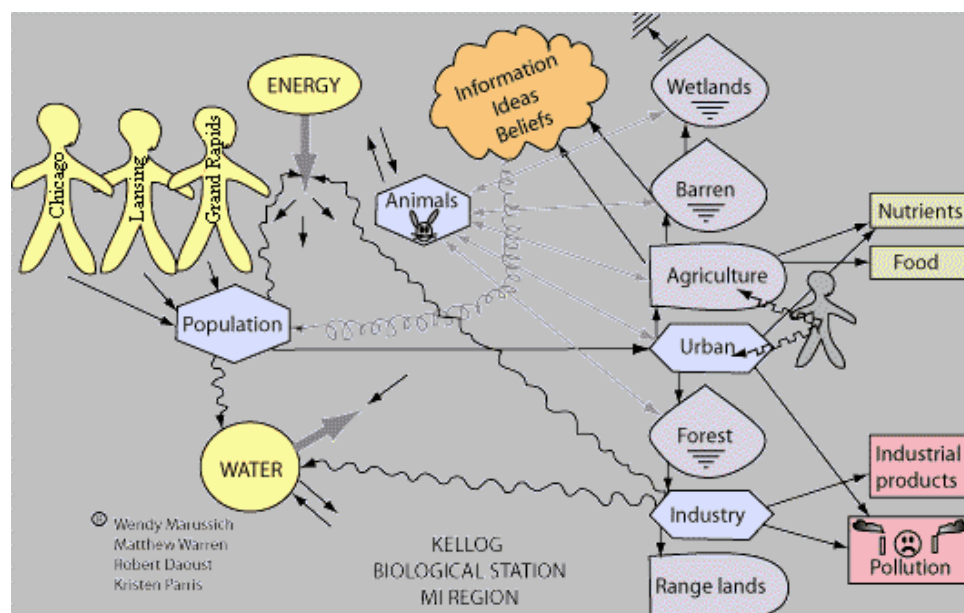 ENERGY
Information
Ideas
Beliefs
Wetlands
Chicago
Lansing
Grand Rapids
Animals
Barren
Nutrients
Agriculture
Food
Population
Urban
Forest
WATER
Industrial
products
Industry
Pollution
Range lands
Wendy Marussich
Matthew Warren
Robert Daoust
Kristen Parris
KELLOG
BIOLOGICAL STATION
MI REGION